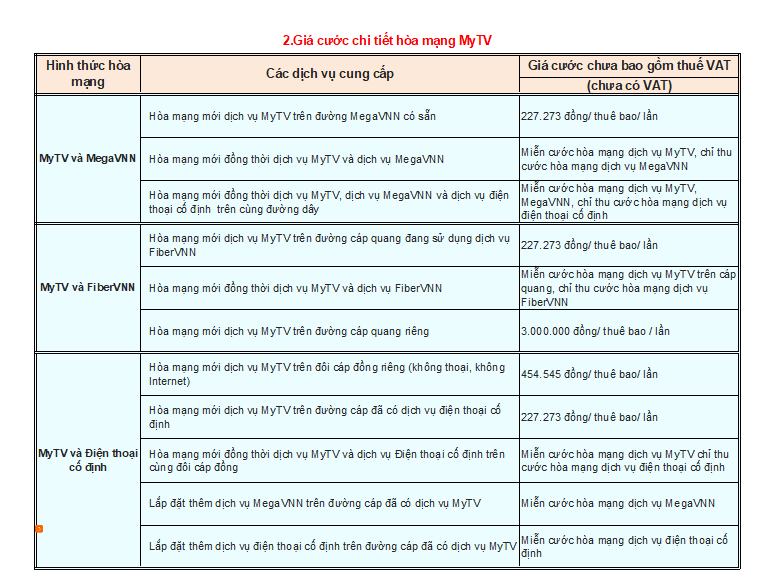 2.Giá cước chi tiết hòa mạng MyTV
Hình thức hòa
mạng
Các dịch vụ cung cấp
Giá cước chưa bao gồm thuế VAT
(chưa có VAT)
MyTV và MegaVNN
Hòa mạng mới dịch vụ MyTV trên đường MegaVNN có sẵn
227.273 đồng/ thuê bao/ lần
Hòa mạng mới đồng thời dịch vụ MyTV và dịch vụ MegaVNN
Miễn cước hòa mạng dịch vụ MyTV, chỉ thu
cước hòa mạng dịch vụ MegaVNN
Hòa mạng mới đồng thời dịch vụ MyTV, dịch vụ MegaVNN và dịch vụ điện
thoại cố định trên cùng đường dây
Miễn cước hòa mạng dịch vụ MyTV,
MegaVNN, chỉ thu cước hòa mạng dịch vụ
điện thoại cố định
MyTV và FiberVNN
Hòa mạng mới dịch vụ MyTV trên đường cáp quang đang sử dụng dịch vụ
FiberVNN
227.273 đồng/ thuê bao/ lần
Hòa mạng mới đồng thời dịch vụ MyTV và dịch vụ FiberVNN
Miễn cước hòa mạng dịch vụ MyTV trên cáp
quang, chỉ thu cước hòa mạng dịch vụ
FiberVNN
Hòa mạng mới dịch vụ MyTV trên đường cáp quang riêng
3.000.000 đồng/ thuê bao / lần
MyTV và Điện thoại
cố định
Hòa mạng mới dịch vụ MyTV trên đôi cáp đồng riêng (không thoại, không
Internet)
454.545 đồng/ thuê bao/ lần
Hòa mạng mới dịch vụ MyTV trên đường cáp đã có dịch vụ điện thoại cố
định
227.273 đồng/ thuê bao/ lần
Hòa mạng mới đồng thời dịch vụ MyTV và dịch vụ Điện thoại cố định trên
cùng đôi cáp đồng
Miễn cước hòa mạng dịch vụ MyTV chỉ thu
cước hòa mạng dịch vụ điện thoại cố định
Lắp đặt thêm dịch vụ MegaVNN trên đường cáp đã có dịch vụ MyTV
Miễn cước hòa mạng dịch vụ MegaVNN
Lắp đặt thêm dịch vụ điện thoại cố định trên đường cáp đã có dịch vụ MyTV
Miễn cước hòa mạng dịch vụ điện thoại cố
định